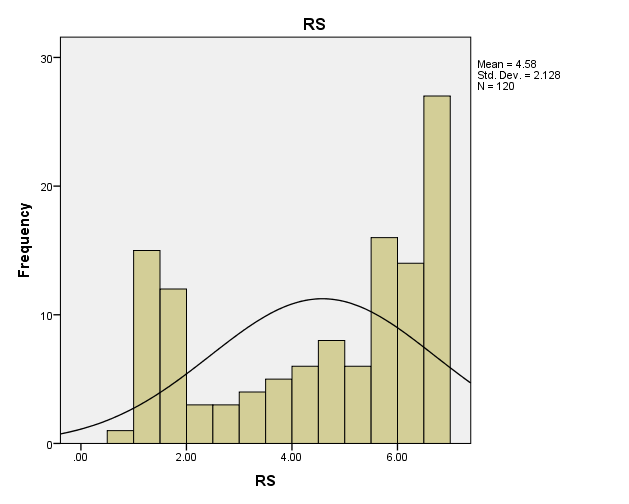 RS
Mean = 4.58
Std. Dev. = 2.128
N = 120
30
20
10
0
Frequency
.00 2.00 4.00 6.00
RS